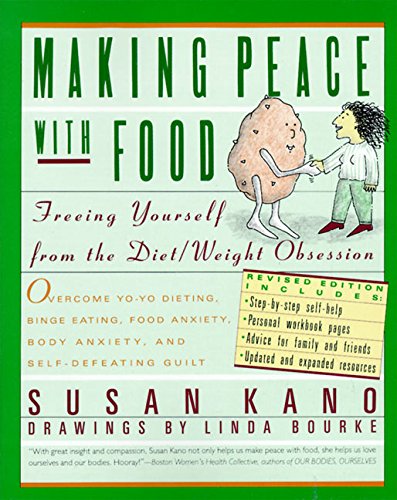 MAKING PEACE
WITH FOOD
Freeing Yourself
from the Diet/Weight Obsession
OVERCOME YO-YO DIETING,
BINGE EATING, FOOD ANXIETY,
BODY ANXIETY, AND
SELF-DEFEATING GUILT
REVISED EDITION
INCLUDES:
•Step-by-step self-help
•Personal workbook pages
•Advice for family and friends
•Updated and expanded resources
SUSAN KANO
DRAWINGS BY LINDA BOURKE
"With great insight and compassion, Susan Kano not only helps us make peace with food, she helps us love
ourselves and our bodies. Hooray!"—Boston Women's Health Collective, authors of OUR BODIES, OURSELVES